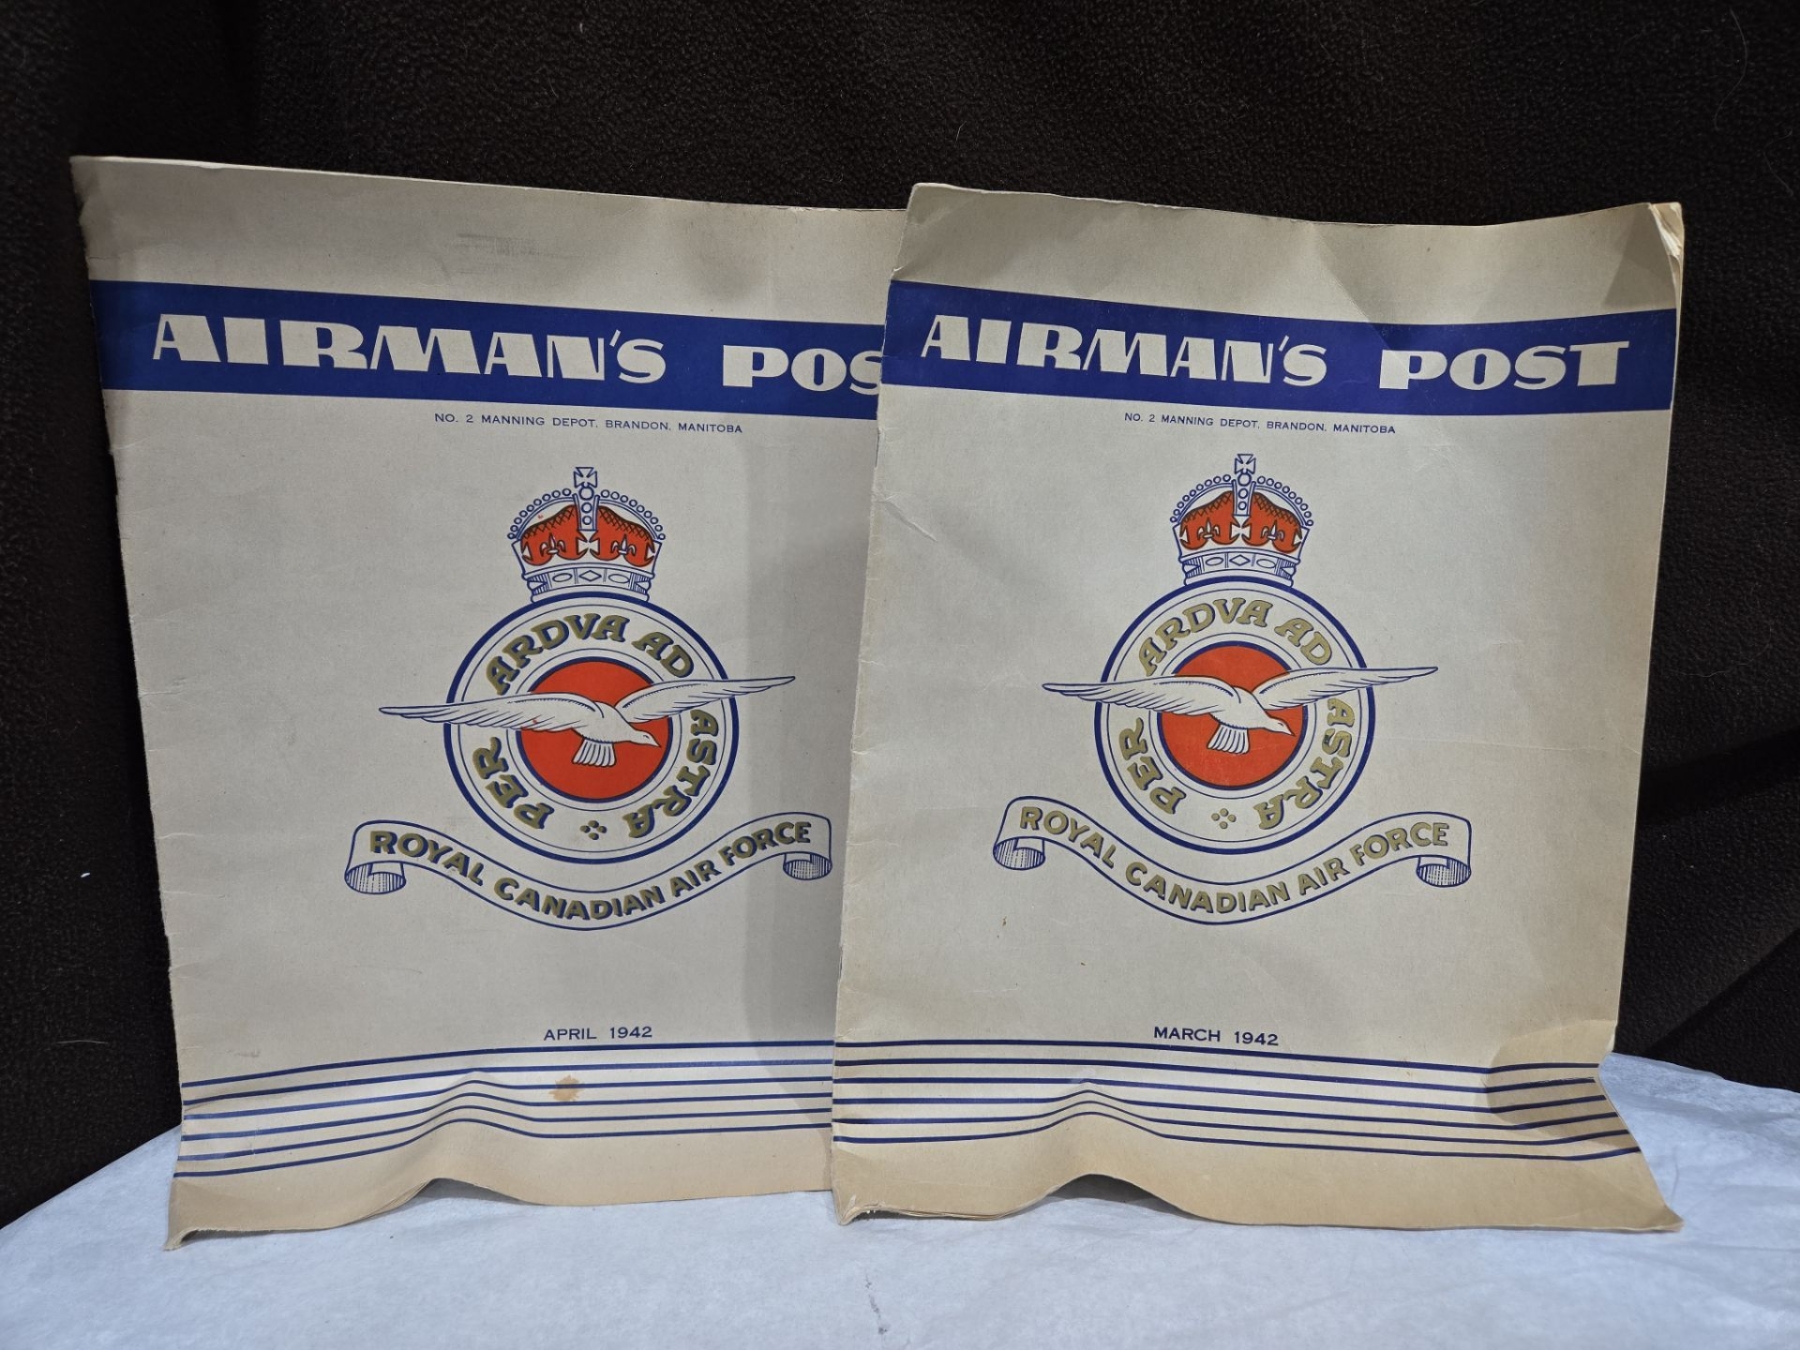 AIRMAN'S POS
NO. 2 MANNING DEPOT, BRANDON, MANITOBA
PER ARDVA AD ASTRA
ROYAL CANADIAN AIR FORCE
APRIL 1942
AIRMAN'S POST
NO. 2 MANNING DEPOT, BRANDON, MANITOBA
PER ARDVA AD ASTRA
ROYAL CANADIAN AIR FORCE
MARCH 1942